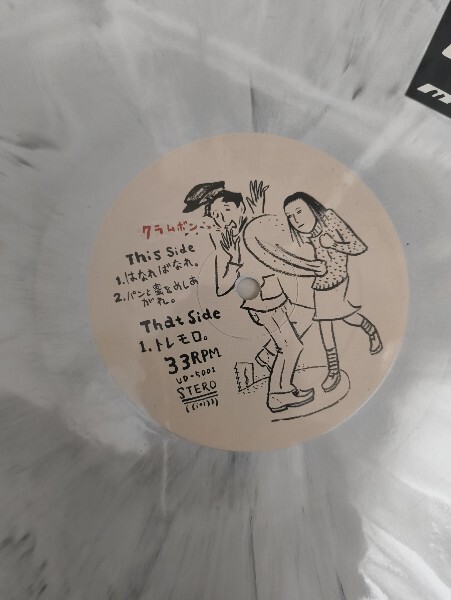 クラムボン
This Side
1.はなればなれ。
2.パンと蜜をめしあ
がれ。
That Side
1.トレモロ。
33RPM
UD-5001
STERO
((•))))